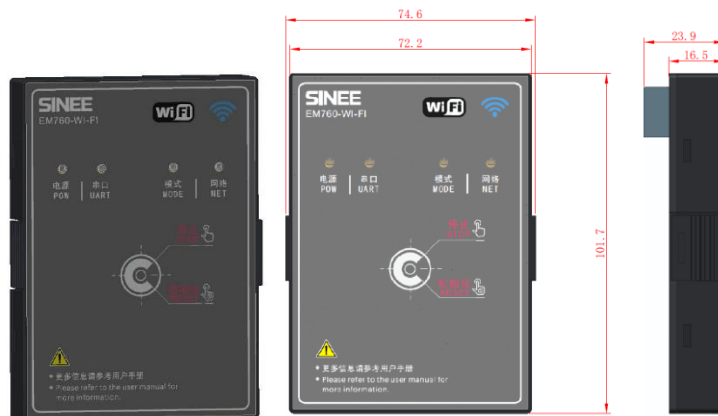 74.6
72.2
23.9
16.5
101.7
SINEE
EM760-WI-FI
WiFi
电源 串口 模式 网络
POW UART MODE NET
更多信息请参考用户手册
Please refer to the user manual for
more information.
SINEE
EM760-WI-FI
WiFi
电源 串口 模式 网络
POW UART MODE NET
更多信息请参考用户手册
Please refer to the user manual for
more information.